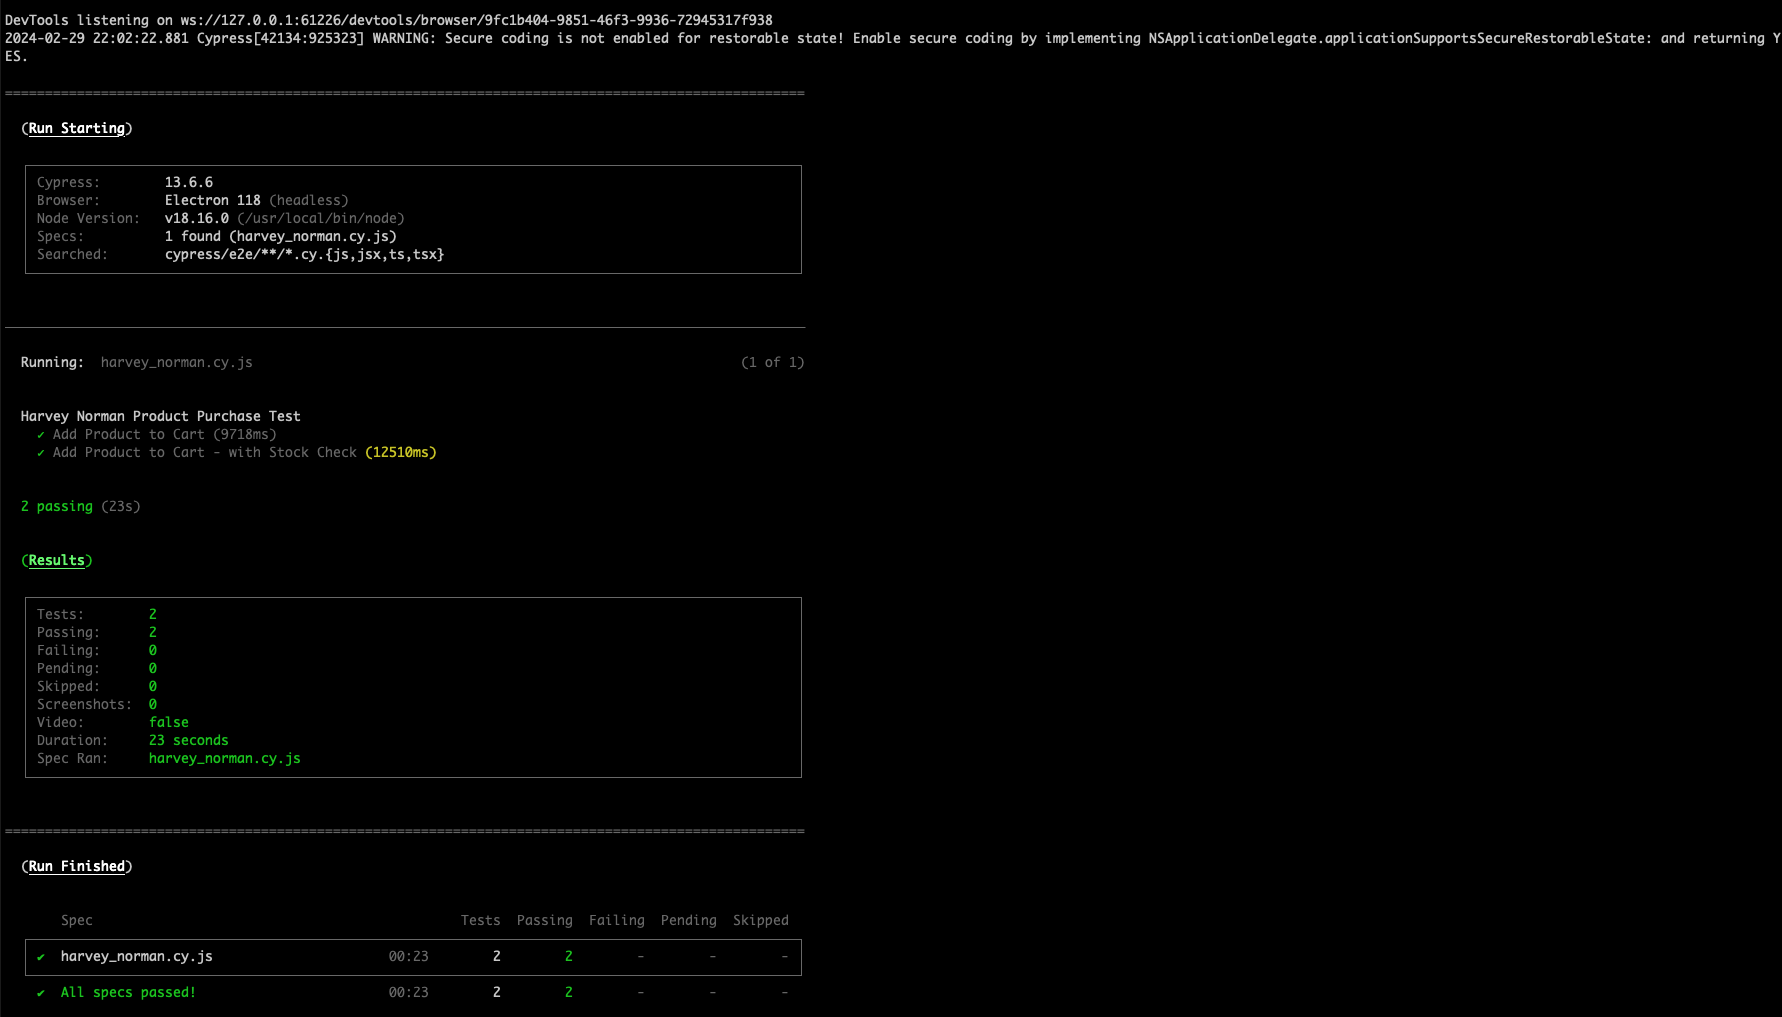 DevTools listening on ws://127.0.0.1:61226/devtools/browser/9fc1b404-9851-46f3-9936-72945317f938
2024-02-29 22:02:22.881 Cypress[42134:925323] WARNING: Secure coding is not enabled for restorable state! Enable secure coding by implementing NSApplicationDelegate.applicationSupportsSecureRestorableState: and returning Y
ES.
====================================================================================================
(Run Starting)
Cypress: 13.6.6
Browser: Electron 118 (headless)
Node Version: v18.16.0 (/usr/local/bin/node)
Specs: 1 found (harvey_norman.cy.js)
Searched: cypress/e2e/**/*.cy.{js,jsx,ts,tsx}
Running: harvey_norman.cy.js (1 of 1)
Harvey Norman Product Purchase Test
✓ Add Product to Cart (9718ms)
✓ Add Product to Cart - with Stock Check (12510ms)
2 passing (23s)
(Results)
Tests: 2
Passing: 2
Failing: 0
Pending: 0
Skipped: 0
Screenshots: 0
Video: false
Duration: 23 seconds
Spec Ran: harvey_norman.cy.js
====================================================================================================
(Run Finished)
Spec Tests Passing Failing Pending Skipped
✔ harvey_norman.cy.js 00:23 2 2 - - -
✔ All specs passed! 00:23 2 2 - - -